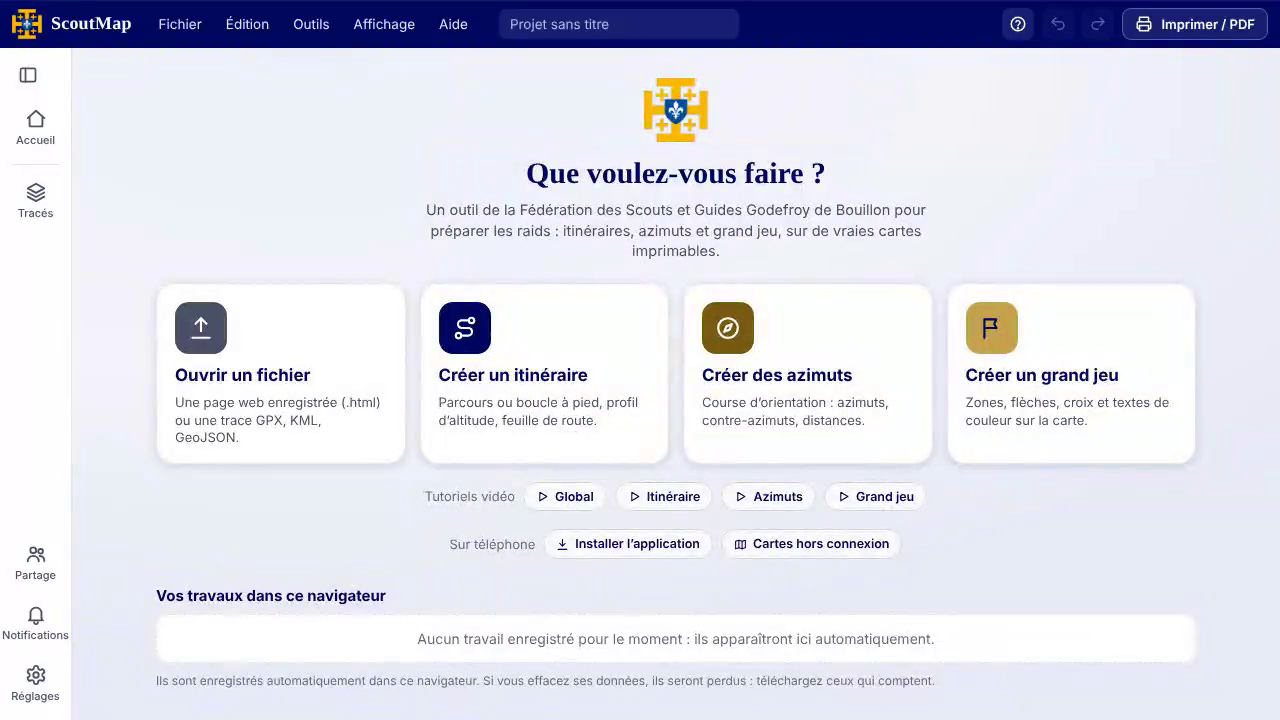 ScoutMap
Fichier
Édition
Outils
Affichage
Aide
Projet sans titre
Imprimer / PDF
Accueil
Tracés
Partage
Notifications
Réglages
Que voulez-vous faire ?
Un outil de la Fédération des Scouts et Guides Godefroy de Bouillon pour
préparer les raids : itinéraires, azimuts et grand jeu, sur de vraies cartes
imprimables.
Ouvrir un fichier
Une page web enregistrée (.html)
ou une trace GPX, KML,
GeoJSON.
Créer un itinéraire
Parcours ou boucle à pied, profil
d’altitude, feuille de route.
Créer des azimuts
Course d’orientation : azimuts,
contre-azimuts, distances.
Créer un grand jeu
Zones, flèches, croix et textes de
couleur sur la carte.
Tutoriels vidéo
Global
Itinéraire
Azimuts
Grand jeu
Sur téléphone
Installer l’application
Cartes hors connexion
Vos travaux dans ce navigateur
Aucun travail enregistré pour le moment : ils apparaîtront ici automatiquement.
Ils sont enregistrés automatiquement dans ce navigateur. Si vous effacez ses données, ils seront perdus : téléchargez ceux qui comptent.